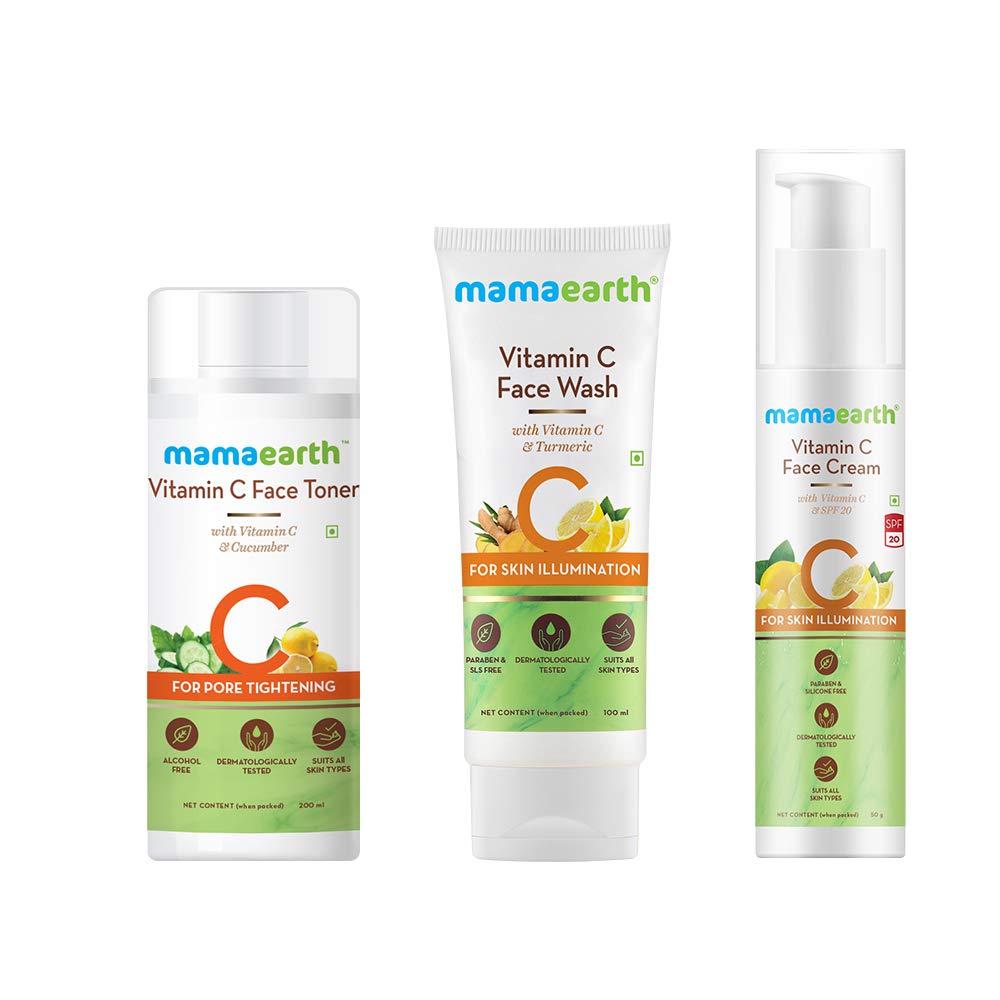 mamaearth™
Vitamin C Face Toner
with Vitamin C
& Cucumber
C
FOR PORE TIGHTENING
ALCOHOL
FREE
DERMATOLOGICALLY
TESTED
SUITS All
SKIN TYPES
NET CONTENT (when packed) 200 ml
mamaearth®
Vitamin C
Face Wash
with Vitamin C
& Turmeric
C
FOR SKIN ILLUMINATION
PARABEN &
SLS FREE
DERMATOLOGICALLY
TESTED
SUITS All
SKIN TYPES
NET CONTENT (when packed) 100 ml
mamaearth®
Vitamin C
Face Cream
with Vitamin C
& SPF 20
SPF
20
C
FOR SKIN ILLUMINATION
PARABEN &
SILICONE FREE
DERMATOLOGICALLY
TESTED
SUITS ALL
SKIN TYPES
NET CONTENT (when packed) 50 g